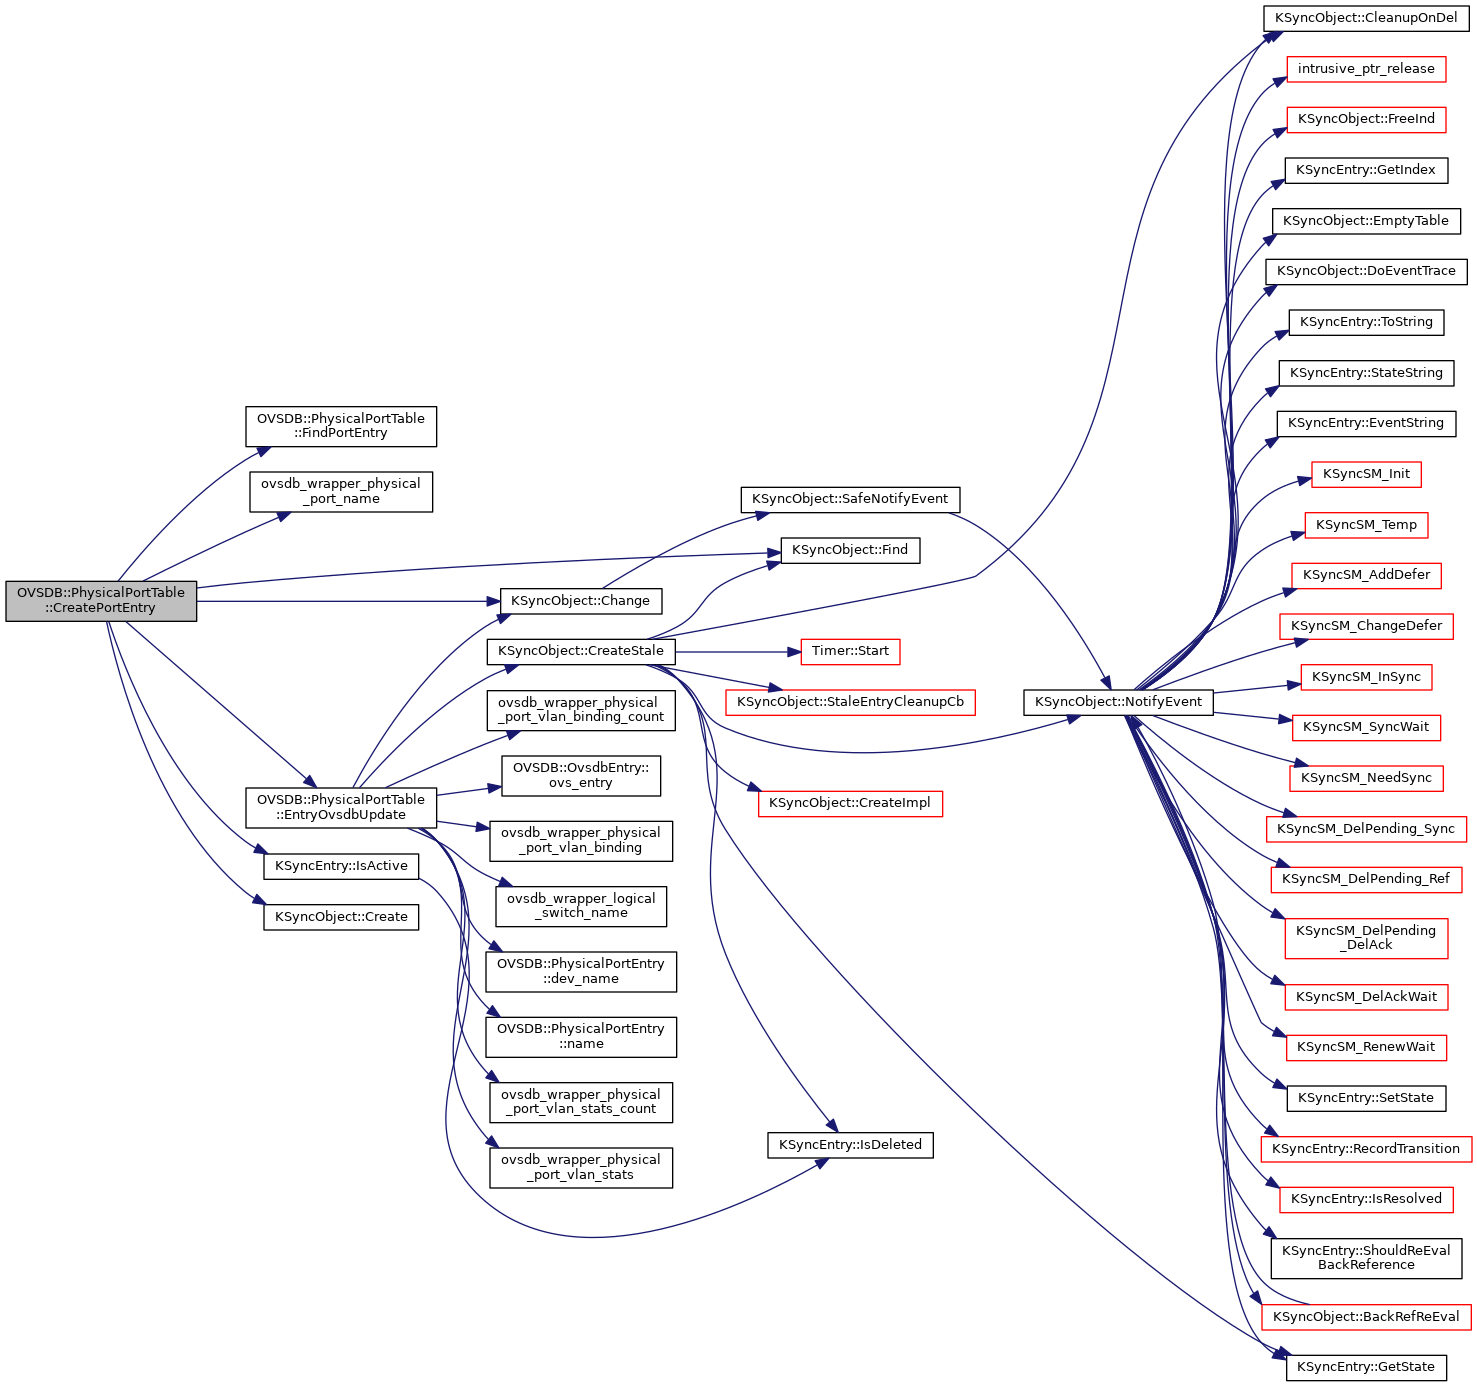 OVSDB::PhysicalPortTable
::CreatePortEntry
OVSDB::PhysicalPortTable
::FindPortEntry
ovsdb_wrapper_physical
_port_name
OVSDB::PhysicalPortTable
::EntryOvsdbUpdate
KSyncEntry::IsActive
KSyncObject::Create
KSyncObject::Change
KSyncObject::CreateStale
ovsdb_wrapper_physical
_port_vlan_binding_count
OVSDB::OvsdbEntry::
ovs_entry
ovsdb_wrapper_physical
_port_vlan_binding
ovsdb_wrapper_logical
_switch_name
OVSDB::PhysicalPortEntry
::dev_name
OVSDB::PhysicalPortEntry
::name
ovsdb_wrapper_physical
_port_vlan_stats_count
ovsdb_wrapper_physical
_port_vlan_stats
KSyncObject::SafeNotifyEvent
KSyncObject::Find
Timer::Start
KSyncObject::StaleEntryCleanupCb
KSyncObject::CreateImpl
KSyncEntry::IsDeleted
KSyncObject::NotifyEvent
KSyncObject::CleanupOnDel
intrusive_ptr_release
KSyncObject::FreeInd
KSyncEntry::GetIndex
KSyncObject::EmptyTable
KSyncObject::DoEventTrace
KSyncEntry::ToString
KSyncEntry::StateString
KSyncEntry::EventString
KSyncSM_Init
KSyncSM_Temp
KSyncSM_AddDefer
KSyncSM_ChangeDefer
KSyncSM_InSync
KSyncSM_SyncWait
KSyncSM_NeedSync
KSyncSM_DelPending_Sync
KSyncSM_DelPending_Ref
KSyncSM_DelPending
_DelAck
KSyncSM_DelAckWait
KSyncSM_RenewWait
KSyncEntry::SetState
KSyncEntry::RecordTransition
KSyncEntry::IsResolved
KSyncEntry::ShouldReEval
BackReference
KSyncObject::BackRefReEval
KSyncEntry::GetState